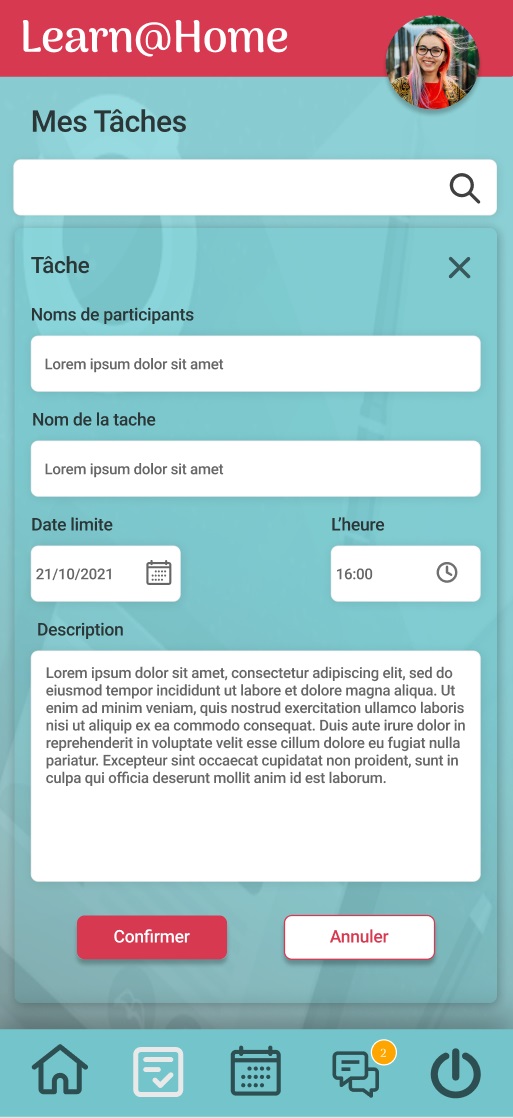 Learn@Home
Mes Tâches
Tâche
Noms de participants
Lorem ipsum dolor sit amet
Nom de la tache
Lorem ipsum dolor sit amet
Date limite
L’heure
21/10/2021
16:00
Description
Lorem ipsum dolor sit amet, consectetur adipiscing elit, sed do
eiusmod tempor incididunt ut labore et dolore magna aliqua. Ut
enim ad minim veniam, quis nostrud exercitation ullamco laboris
nisi ut aliquip ex ea commodo consequat. Duis aute irure dolor in
reprehenderit in voluptate velit esse cillum dolore eu fugiat nulla
pariatur. Excepteur sint occaecat cupidatat non proident, sunt in
culpa qui officia deserunt mollit anim id est laborum.
Confirmer
Annuler
2